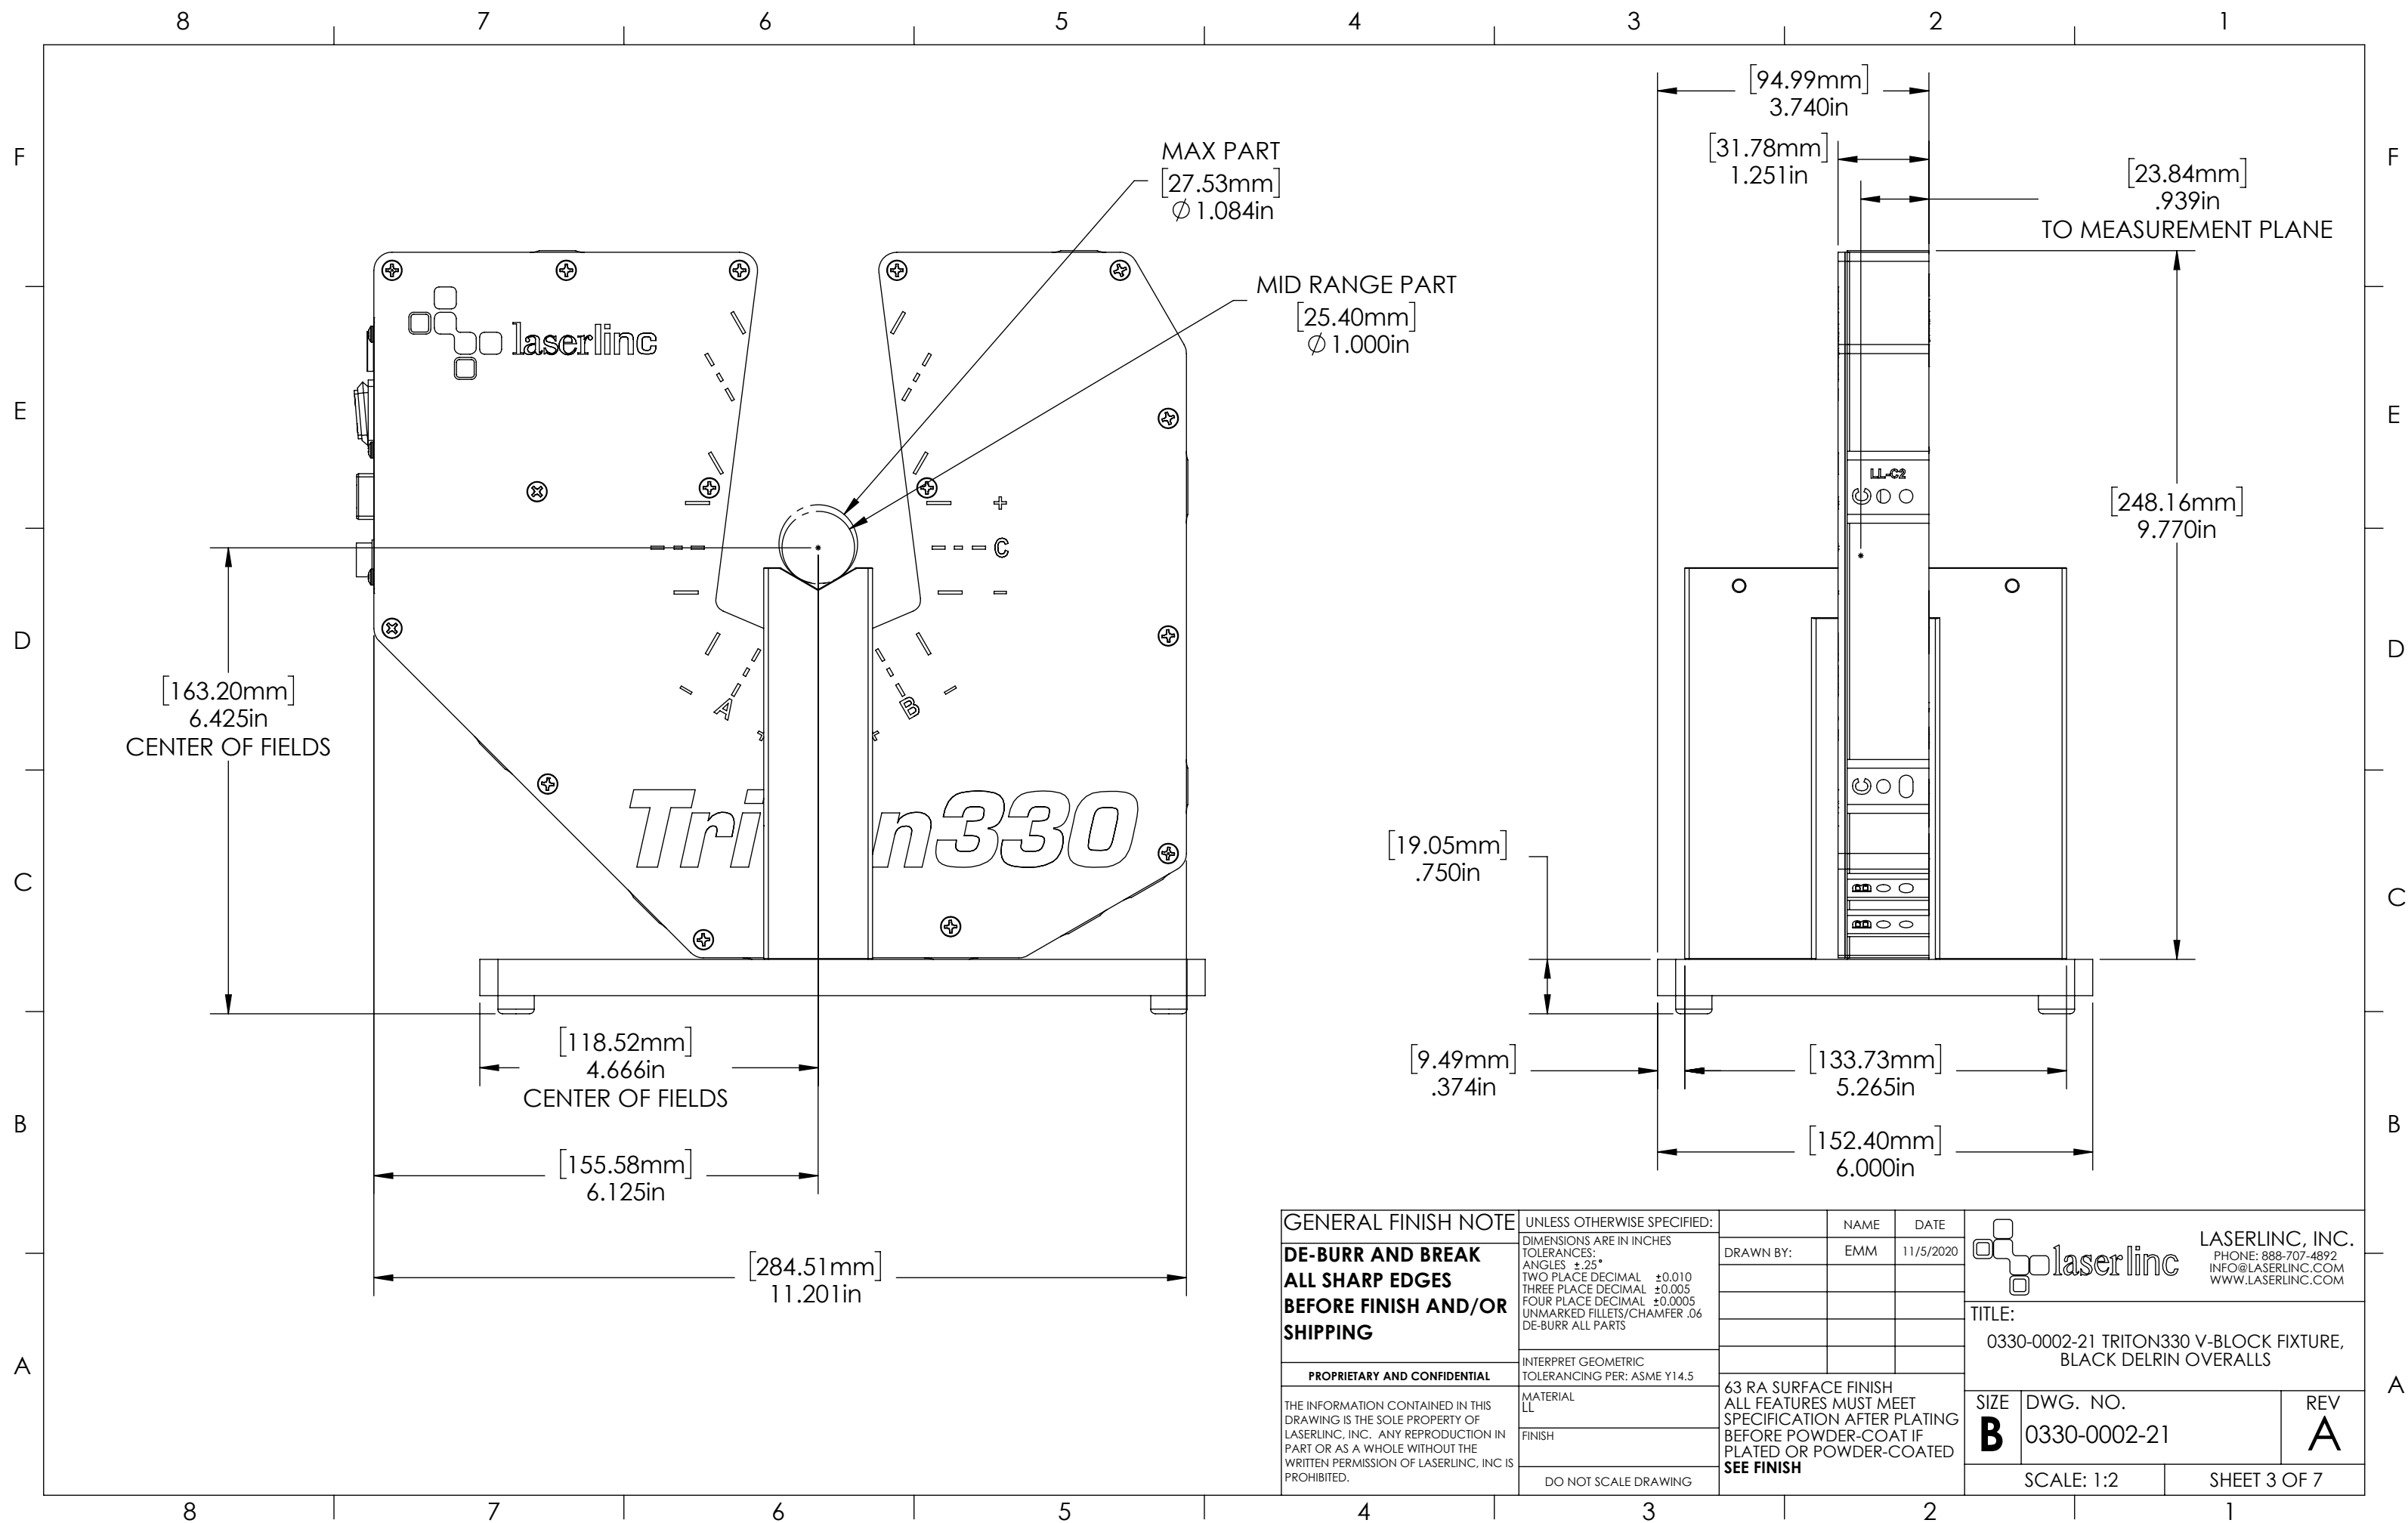 8 7 6 5 4 3 2 1
F
E
D
C
B
A
F
E
D
C
B
A
MAX PART
[27.53mm]
∅ 1.084in
MID RANGE PART
[25.40mm]
∅ 1.000in
laserlinc
+
C
-
A
B
Tri n330
[163.20mm]
6.425in
CENTER OF FIELDS
[118.52mm]
4.666in
CENTER OF FIELDS
[155.58mm]
6.125in
[284.51mm]
11.201in
[94.99mm]
3.740in
[31.78mm]
1.251in
[23.84mm]
.939in
TO MEASUREMENT PLANE
LL-C2
[248.16mm]
9.770in
[19.05mm]
.750in
[9.49mm]
.374in
[133.73mm]
5.265in
[152.40mm]
6.000in
GENERAL FINISH NOTE
DE-BURR AND BREAK
ALL SHARP EDGES
BEFORE FINISH AND/OR
SHIPPING
PROPRIETARY AND CONFIDENTIAL
THE INFORMATION CONTAINED IN THIS
DRAWING IS THE SOLE PROPERTY OF
LASERLINC, INC. ANY REPRODUCTION IN
PART OR AS A WHOLE WITHOUT THE
WRITTEN PERMISSION OF LASERLINC, INC IS
PROHIBITED.
UNLESS OTHERWISE SPECIFIED:
DIMENSIONS ARE IN INCHES
TOLERANCES:
ANGLES ±.25°
TWO PLACE DECIMAL ±0.010
THREE PLACE DECIMAL ±0.005
FOUR PLACE DECIMAL ±0.0005
UNMARKED FILLETS/CHAMFER .06
DE-BURR ALL PARTS
INTERPRET GEOMETRIC
TOLERANCING PER: ASME Y14.5
MATERIAL
LL
FINISH
DO NOT SCALE DRAWING
NAME DATE
DRAWN BY: EMM 11/5/2020
63 RA SURFACE FINISH
ALL FEATURES MUST MEET
SPECIFICATION AFTER PLATING
BEFORE POWDER-COAT IF
PLATED OR POWDER-COATED
SEE FINISH
laserlinc
LASERLINC, INC.
PHONE: 888-707-4892
INFO@LASERLINC.COM
WWW.LASERLINC.COM
TITLE:
0330-0002-21 TRITON330 V-BLOCK FIXTURE,
BLACK DELRIN OVERALLS
SIZE
B
DWG. NO.
0330-0002-21
REV
A
SCALE: 1:2
SHEET 3 OF 7
8 7 6 5 4 3 2 1